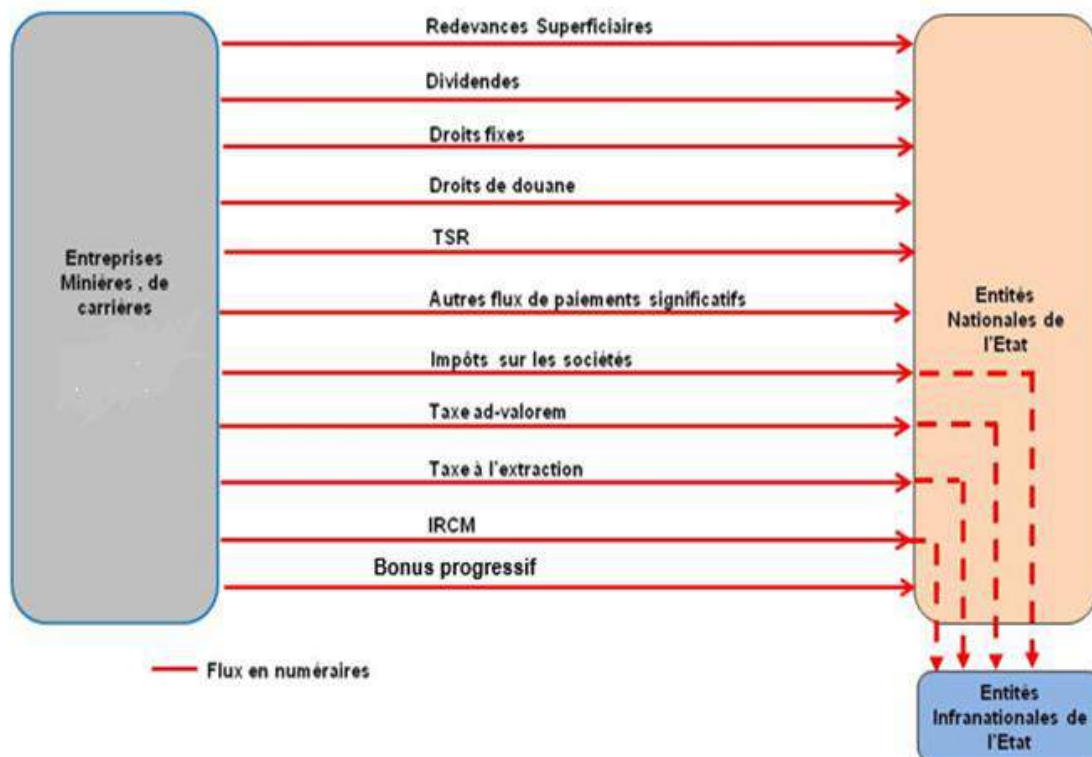 Redevances Superficiaires
Dividendes
Droits fixes
Droits de douane
TSR
Entreprises
Minières , de
carrières
Autres flux de paiements significatifs
Entités
Nationales de
l'Etat
Impôts sur les sociétés
Taxe ad-valorem
Taxe à l'extraction
IRCM
Bonus progressif
Flux en numéraires
Entités
Infranationales de
l'Etat